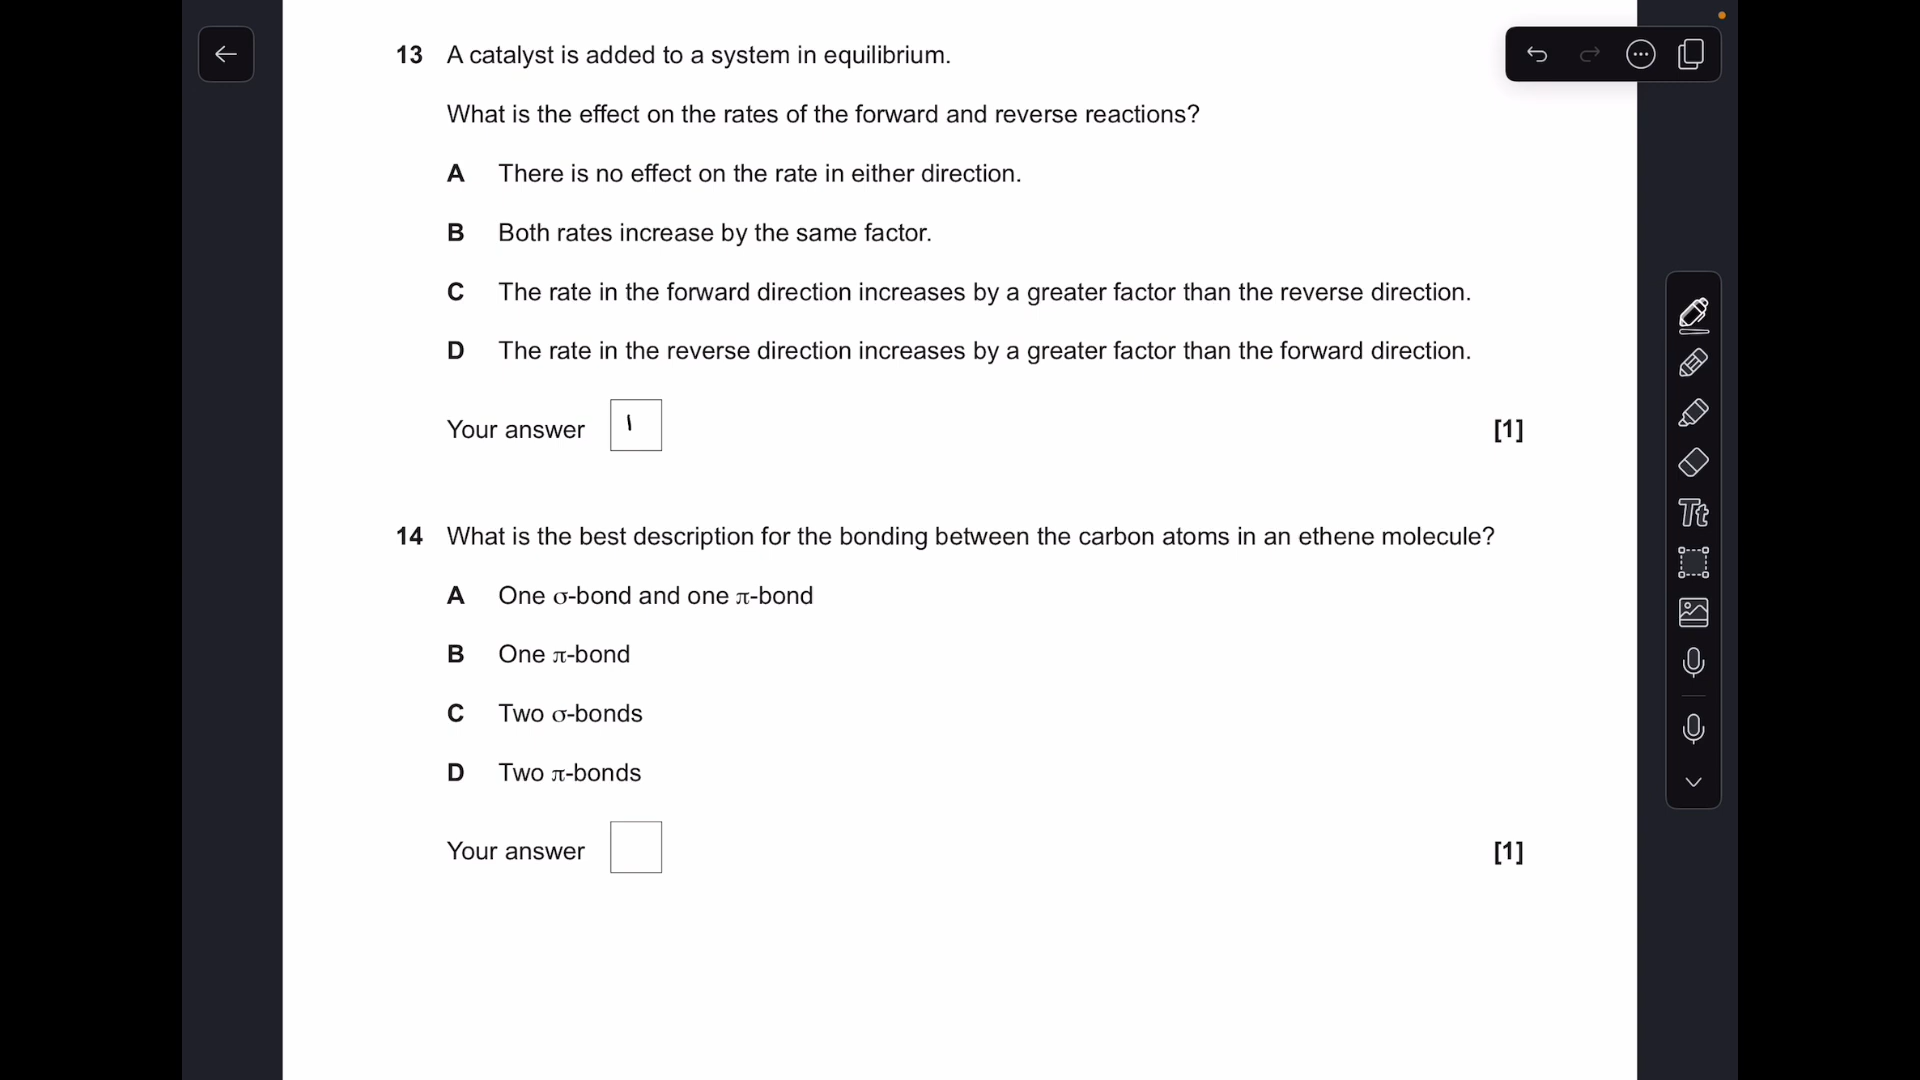 13 A catalyst is added to a system in equilibrium.
What is the effect on the rates of the forward and reverse reactions?
A There is no effect on the rate in either direction.
B Both rates increase by the same factor.
C The rate in the forward direction increases by a greater factor than the reverse direction.
D The rate in the reverse direction increases by a greater factor than the forward direction.
Your answer [1]
14 What is the best description for the bonding between the carbon atoms in an ethene molecule?
A One σ-bond and one π-bond
B One π-bond
C Two σ-bonds
D Two π-bonds
Your answer [1]
Tt